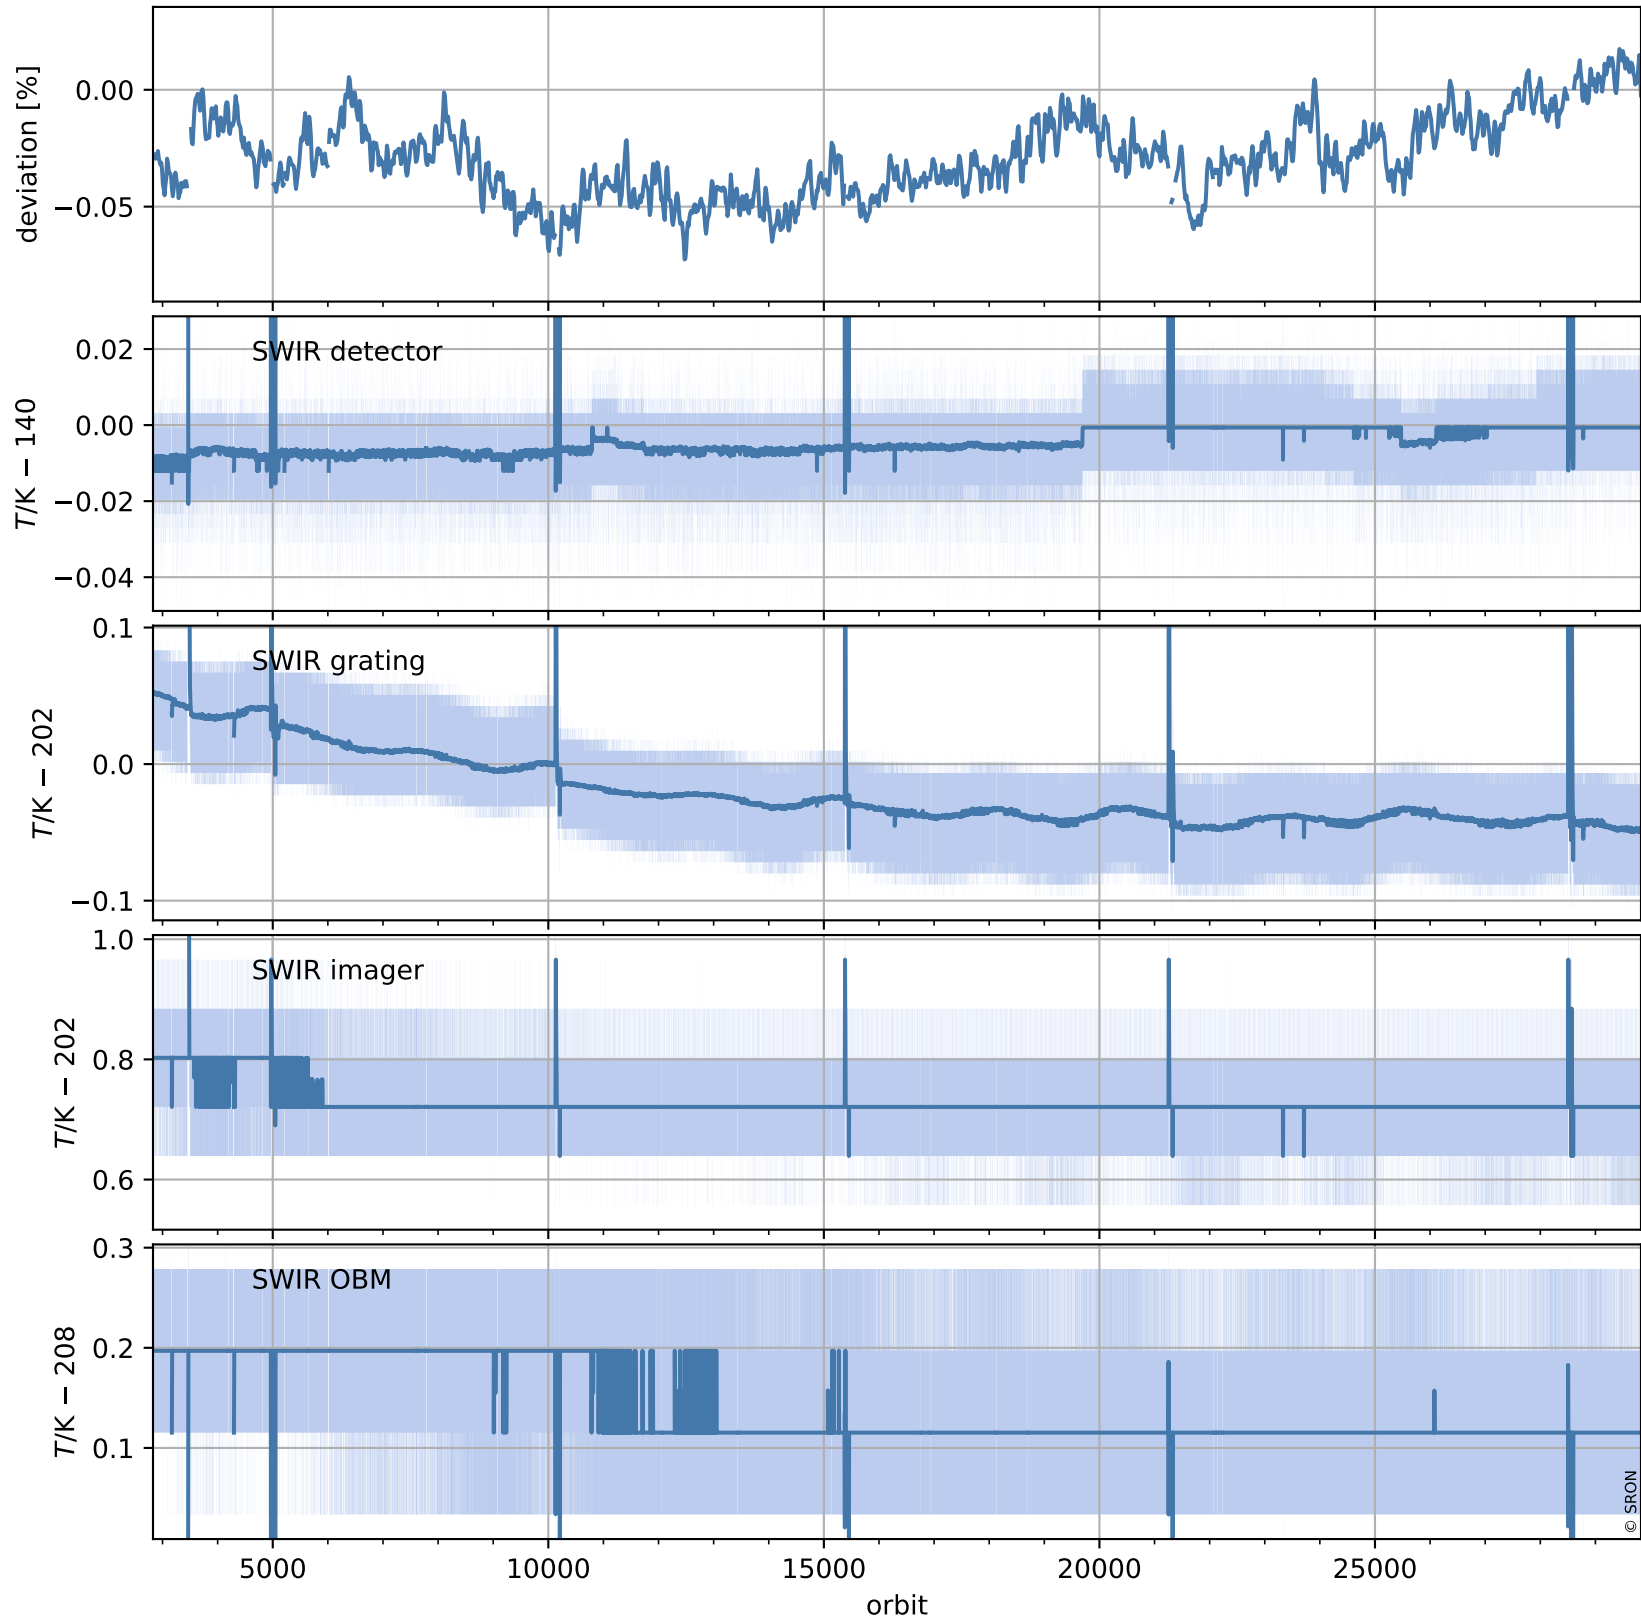 deviation [%]
0.00
−0.05
SWIR detector
T/K − 140
0.02
0.00
−0.02
−0.04
SWIR grating
T/K − 202
0.1
0.0
−0.1
SWIR imager
T/K − 202
1.0
0.8
0.6
SWIR OBM
T/K − 208
0.3
0.2
0.1
© SRON
5000 10000 15000 20000 25000
orbit